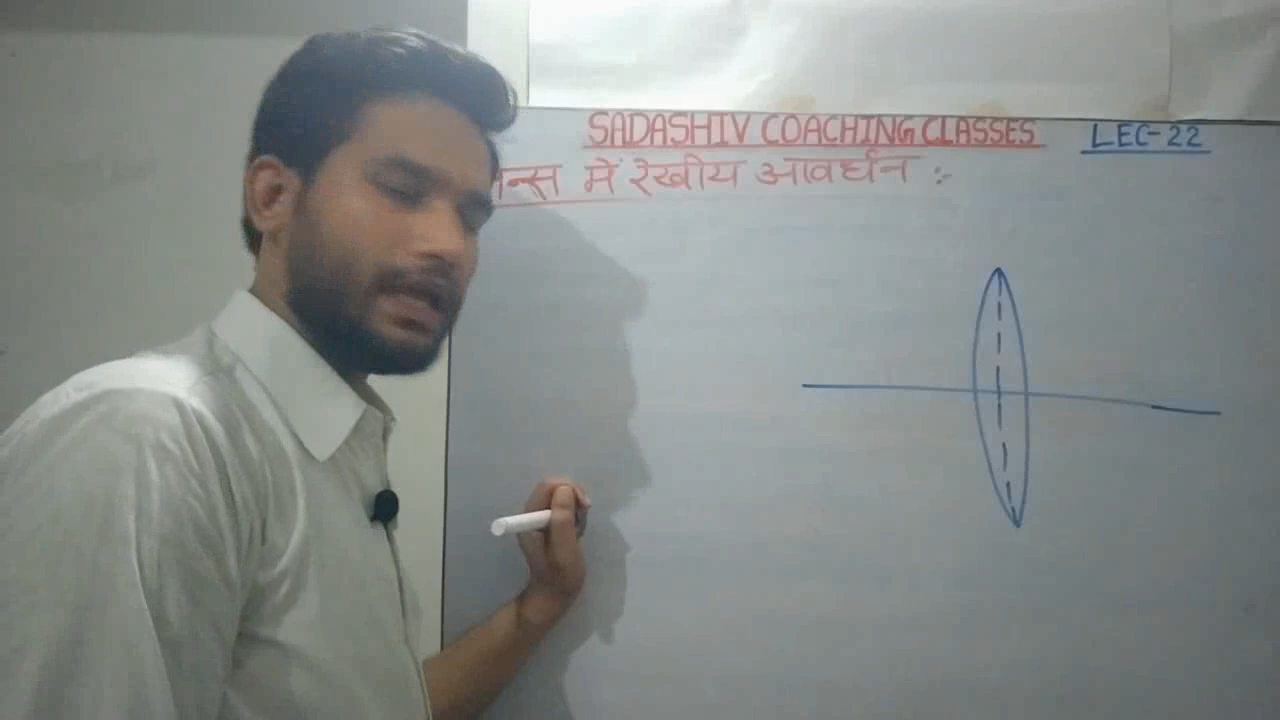 SADASHIV COACHING CLASSES LEC-22
न्स में रेखीय आवर्धन :-